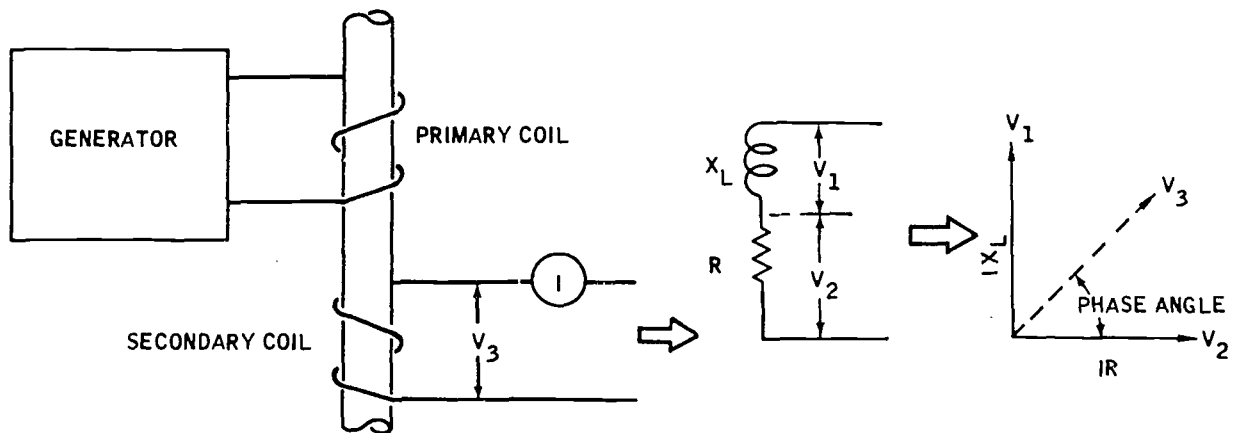 GENERATOR
PRIMARY COIL
SECONDARY COIL
V3
I
XL
V1
R
V2
V1
V3
IXL
PHASE ANGLE
V2
IR